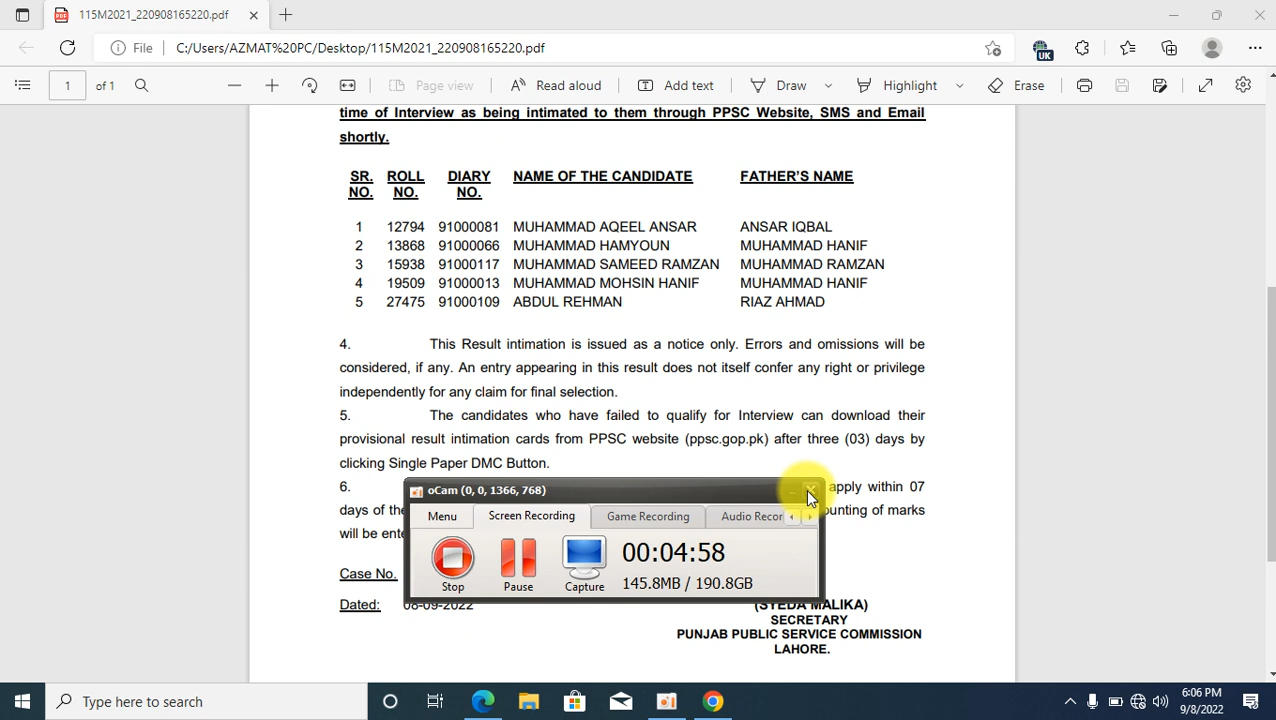 115M2021_220908165220.pdf
File C:/Users/AZMAT%20PC/Desktop/115M2021_220908165220.pdf
UK
1 of 1 Page view Read aloud Add text Draw Highlight Erase
time of Interview as being intimated to them through PPSC Website, SMS and Email
shortly.
SR. NO. ROLL NO. DIARY NO. NAME OF THE CANDIDATE FATHER'S NAME
1 12794 91000081 MUHAMMAD AQEEL ANSAR ANSAR IQBAL
2 13868 91000066 MUHAMMAD HAMYOUN MUHAMMAD HANIF
3 15938 91000117 MUHAMMAD SAMEED RAMZAN MUHAMMAD RAMZAN
4 19509 91000013 MUHAMMAD MOHSIN HANIF MUHAMMAD HANIF
5 27475 91000109 ABDUL REHMAN RIAZ AHMAD
4. This Result intimation is issued as a notice only. Errors and omissions will be
considered, if any. An entry appearing in this result does not itself confer any right or privilege
independently for any claim for final selection.
5. The candidates who have failed to qualify for Interview can download their
provisional result intimation cards from PPSC website (ppsc.gop.pk) after three (03) days by
clicking Single Paper DMC Button.
6. apply within 07
days of the ounting of marks
will be ente
Case No.
Dated: 08-09-2022
(SYEDA MALIKA)
SECRETARY
PUNJAB PUBLIC SERVICE COMMISSION
LAHORE.
oCam (0, 0, 1366, 768)
Menu Screen Recording Game Recording Audio Recor
00:04:58
145.8MB / 190.8GB
Stop Pause Capture
Type here to search
6:06 PM
9/8/2022